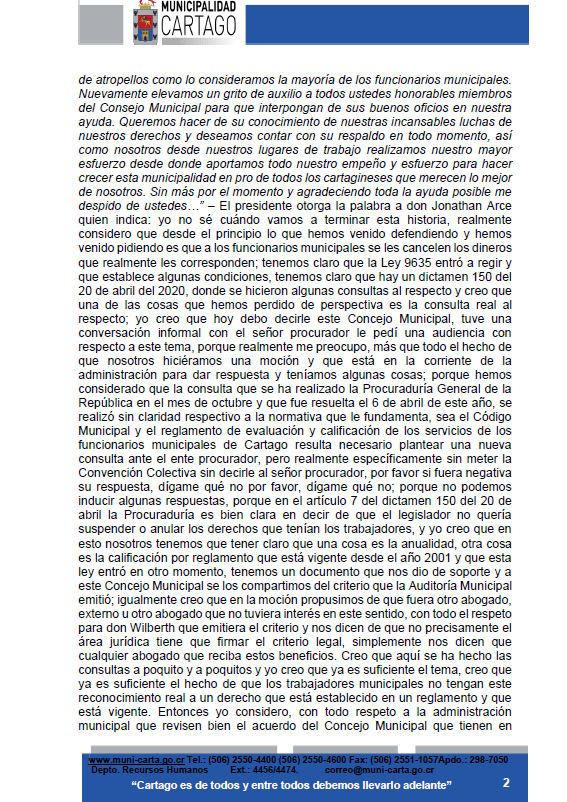 MUNICIPALIDAD
CARTAGO
de atropellos como lo consideramos la mayoría de los funcionarios municipales.
Nuevamente elevamos un grito de auxilio a todos ustedes honorables miembros
del Consejo Municipal para que interpongan de sus buenos oficios en nuestra
ayuda. Queremos hacer de su conocimiento de nuestras incansables luchas de
nuestros derechos y deseamos contar con su respaldo en todo momento, así
como nosotros desde nuestros lugares de trabajo realizamos nuestro mayor
esfuerzo desde donde aportamos todo nuestro empeño y esfuerzo para hacer
crecer esta municipalidad en pro de todos los cartagineses que merecen lo mejor
de nosotros. Sin más por el momento y agradeciendo toda la ayuda posible me
despido de ustedes…” – El presidente otorga la palabra a don Jonathan Arce
quien indica: yo no sé cuándo vamos a terminar esta historia, realmente
considero que desde el principio lo que hemos venido defendiendo y hemos
venido pidiendo es que a los funcionarios municipales se les cancelen los dineros
que realmente les corresponden; tenemos claro que la Ley 9635 entró a regir y
que establece algunas condiciones, tenemos claro que hay un dictamen 150 del
20 de abril del 2020, donde se hicieron algunas consultas al respecto y creo que
una de las cosas que hemos perdido de perspectiva es la consulta real al
respecto; yo creo que hoy debo decirle este Concejo Municipal, tuve una
conversación informal con el señor procurador le pedí una audiencia con
respecto a este tema, porque realmente me preocupo, más que todo el hecho de
que nosotros hiciéramos una moción y que está en la corriente de la
administración para dar respuesta y teníamos algunas cosas; porque hemos
considerado que la consulta que se ha realizado la Procuraduría General de la
República en el mes de octubre y que fue resuelta el 6 de abril de este año, se
realizó sin claridad respectivo a la normativa que le fundamenta, sea el Código
Municipal y el reglamento de evaluación y calificación de los servicios de los
funcionarios municipales de Cartago resulta necesario plantear una nueva
consulta ante el ente procurador, pero realmente específicamente sin meter la
Convención Colectiva sin decirle al señor procurador, por favor si fuera negativa
su respuesta, dígame qué no por favor, dígame qué no; porque no podemos
inducir algunas respuestas, porque en el artículo 7 del dictamen 150 del 20 de
abril la Procuraduría es bien clara en decir de que el legislador no quería
suspender o anular los derechos que tenían los trabajadores, y yo creo que en
esto nosotros tenemos que tener claro que una cosa es la anualidad, otra cosa
es la calificación por reglamento que está vigente desde el año 2001 y que esta
ley entró en otro momento, tenemos un documento que nos dio de soporte y a
este Concejo Municipal se los compartimos del criterio que la Auditoría Municipal
emitió; igualmente creo que en la moción propusimos de que fuera otro abogado,
externo u otro abogado que no tuviera interés en este sentido, con todo el respeto
para don Wilberth que emitiera el criterio y nos dicen de que no precisamente el
área jurídica tiene que firmar el criterio legal, simplemente nos dicen que
cualquier abogado que reciba estos beneficios. Creo que aquí se ha hecho las
consultas a poquito y a poquitos y yo creo que ya es suficiente el tema, creo que
ya es suficiente el hecho de que los trabajadores municipales no tengan este
reconocimiento real a un derecho que está establecido en un reglamento y que
está vigente. Entonces yo considero, con todo respeto a la administración
municipal que revisen bien el acuerdo del Concejo Municipal que tienen en
www.muni-carta.go.cr Tel.: (506) 2550-4400 (506) 2550-4600 Fax: (506) 2551-1057Apdo.: 298-7050
Depto. Recursos Humanos Ext.: 4456/4474. correo@muni-carta.go.cr
“Cartago es de todos y entre todos debemos llevarlo adelante” 2